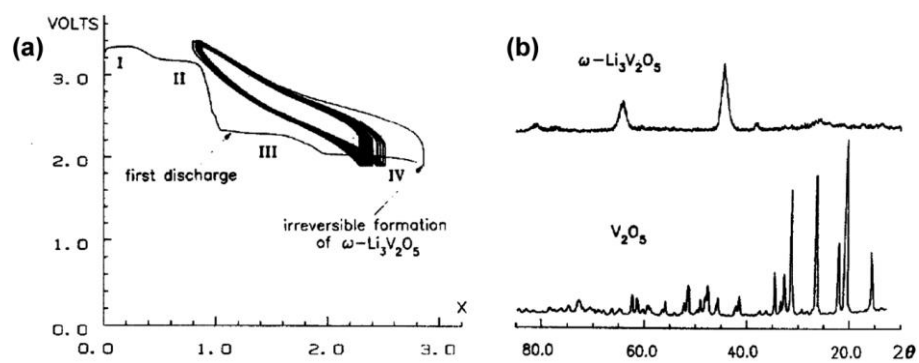 (a)
VOLTS
3.0
2.0
1.0
0.0
I
II
III
IV
first discharge
irreversible formation
of ω-Li₃V₂O₅
X
0.0 1.0 2.0 3.0
(b)
ω-Li₃V₂O₅
V₂O₅
80.0 60.0 40.0 20.0 2θ